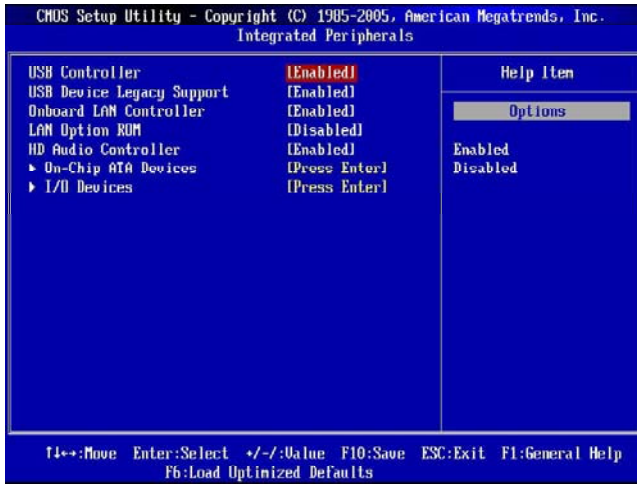 CMOS Setup Utility - Copyright (C) 1985-2005, American Megatrends, Inc.
Integrated Peripherals
USB Controller [Enabled]
USB Device Legacy Support [Enabled]
Onboard LAN Controller [Enabled]
LAN Option ROM [Disabled]
HD Audio Controller [Enabled]
▶ On-Chip ATA Devices [Press Enter]
▶ I/O Devices [Press Enter]
Help Item
Options
Enabled
Disabled
↑↓←→:Move Enter:Select +/-/:Value F10:Save ESC:Exit F1:General Help
F6:Load Optimized Defaults